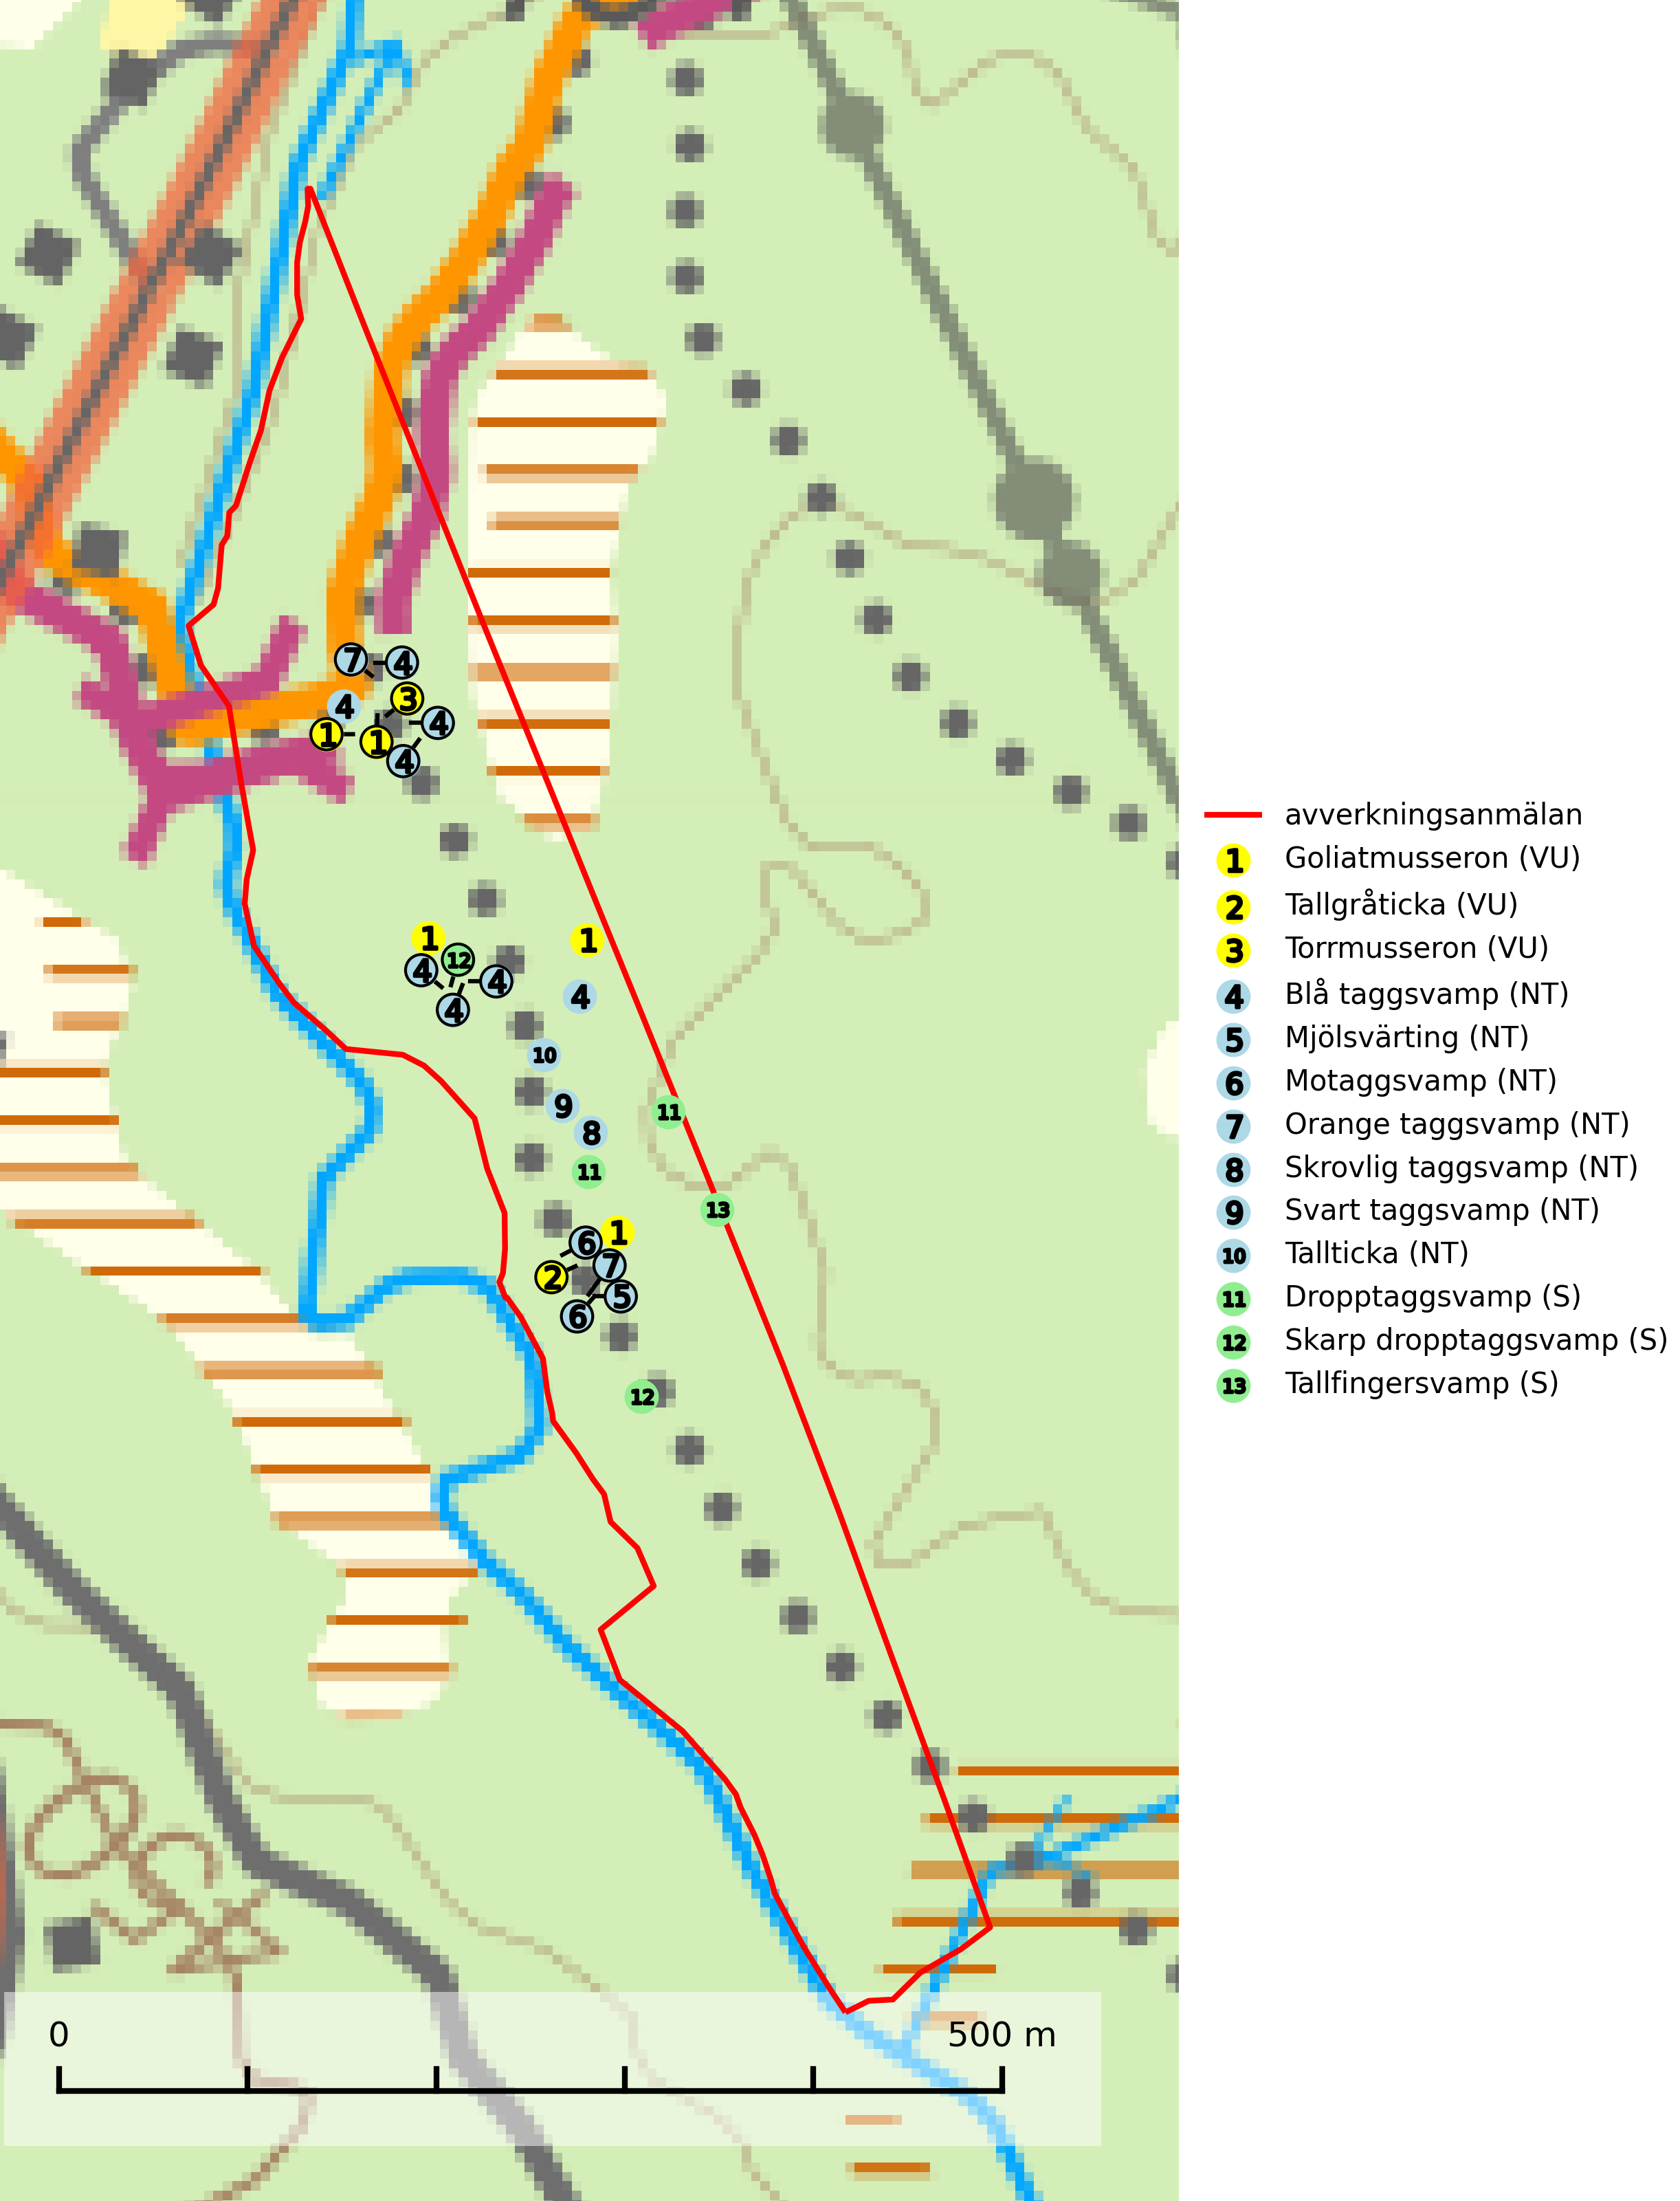 7 4
3
4
4
1
1
4
avverkningsanmälan
1 Goliatmusseron (VU)
2 Tallgråticka (VU)
3 Torrmusseron (VU)
4 Blå taggsvamp (NT)
5 Mjölsvärting (NT)
6 Motaggsvamp (NT)
7 Orange taggsvamp (NT)
8 Skrovlig taggsvamp (NT)
9 Svart taggsvamp (NT)
10 Tallticka (NT)
11 Dropptaggsvamp (S)
12 Skarp dropptaggsvamp (S)
13 Tallfingersvamp (S)
1 1
12
4 4
4
4
10
9
11
8
11
13
1
6
7
2
5
6
12
0 500 m